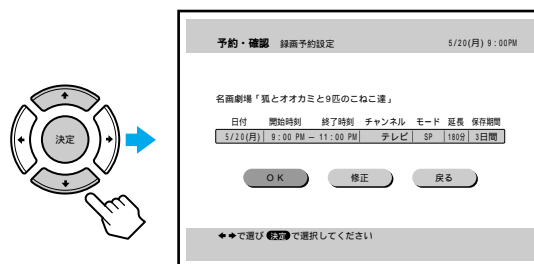 予約・確認 録画予約設定 5/20(月) 9:00PM
名画劇場「狐とオオカミと9匹のこねこ達」
日付 開始時刻 終了時刻 チャンネル モード 延長 保存期間
5/20(月) 9:00 PM － 11:00 PM テレビ SP 180分 3日間
決定
OK 修正 戻る
で選び 決定 で選択してください